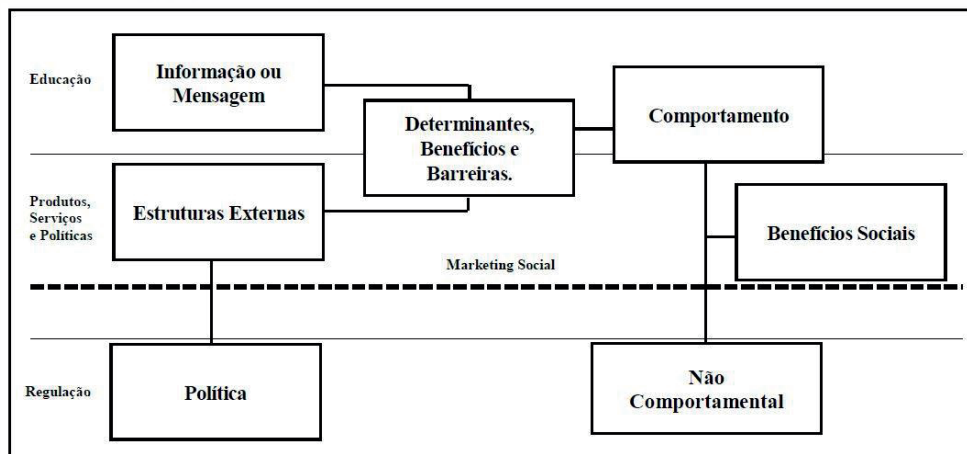 Educação
Informação ou
Mensagem
Determinantes,
Benefícios e
Barreiras.
Comportamento
Produtos,
Serviços
e Políticas
Estruturas Externas
Benefícios Sociais
Marketing Social
Regulação
Política
Não
Comportamental